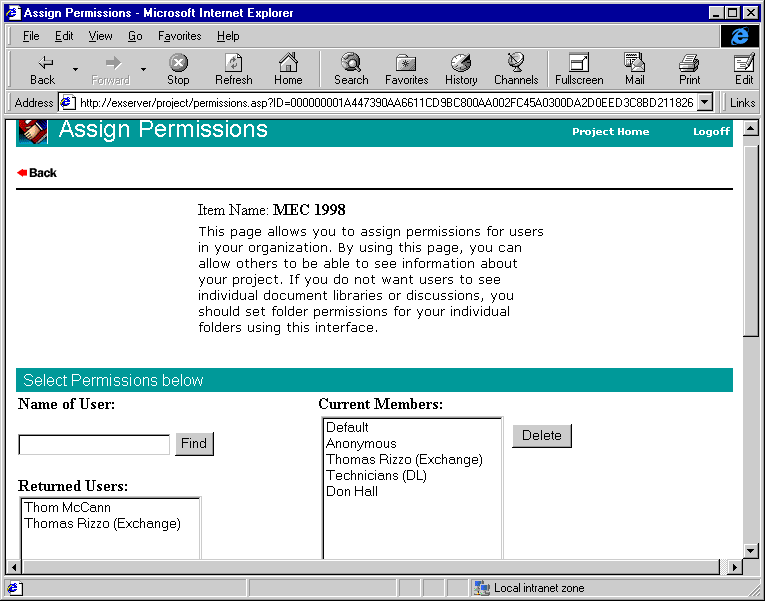 Assign Permissions - Microsoft Internet Explorer
File Edit View Go Favorites Help
Back Forward Stop Refresh Home Search Favorites History Channels Fullscreen Mail Print Edit
Address http://exserver/project/permissions.asp?ID=000000001A447390AA6611CD9BC800AA002FC45A0300DA2D0EED3C8BD211826 Links
Assign Permissions Project Home Logoff
Back
Item Name: MEC 1998
This page allows you to assign permissions for users
in your organization. By using this page, you can
allow others to be able to see information about
your project. If you do not want users to see
individual document libraries or discussions, you
should set folder permissions for your individual
folders using this interface.
Select Permissions below
Name of User:
Find
Returned Users:
Thom McCann
Thomas Rizzo (Exchange)
Current Members:
Default
Anonymous
Thomas Rizzo (Exchange)
Technicians (DL)
Don Hall
Delete
Local intranet zone